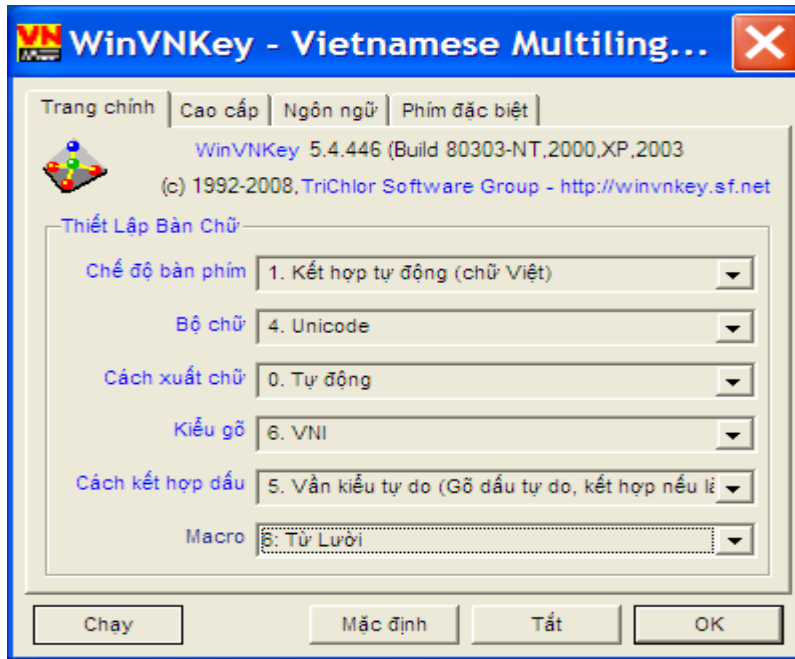 VN WinVNKey - Vietnamese Multiling...
Trang chính Cao cấp Ngôn ngữ Phím đặc biệt
WinVNKey 5.4.446 (Build 80303-NT,2000,XP,2003
(c) 1992-2008, TriChlor Software Group - http://winvnkey.sf.net
Thiết Lập Bàn Chữ
Chế độ bàn phím 1. Kết hợp tự động (chữ Việt)
Bộ chữ 4. Unicode
Cách xuất chữ 0. Tự động
Kiểu gõ 6. VNI
Cách kết hợp dấu 5. Vần kiểu tự do (Gõ dấu tự do, kết hợp nếu
Macro 6: Từ Lười
Chạy Mặc định Tắt OK